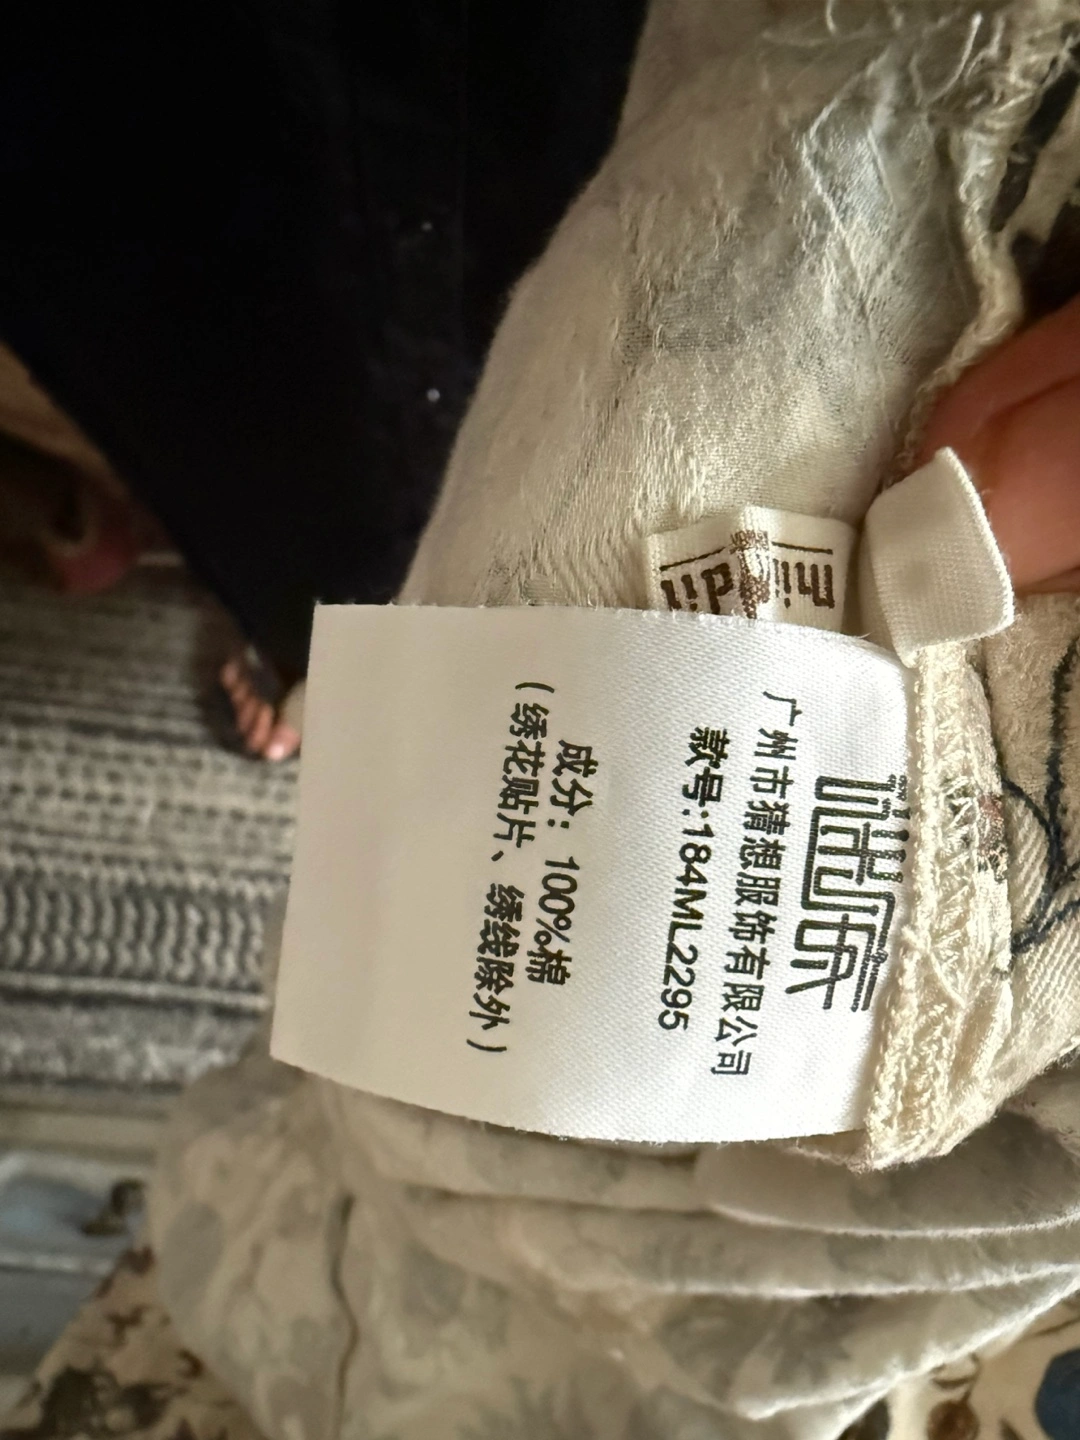 广州市猜想服饰有限公司
款号:184ML2295
成分：100%棉
（绣花贴片、绣线除外）